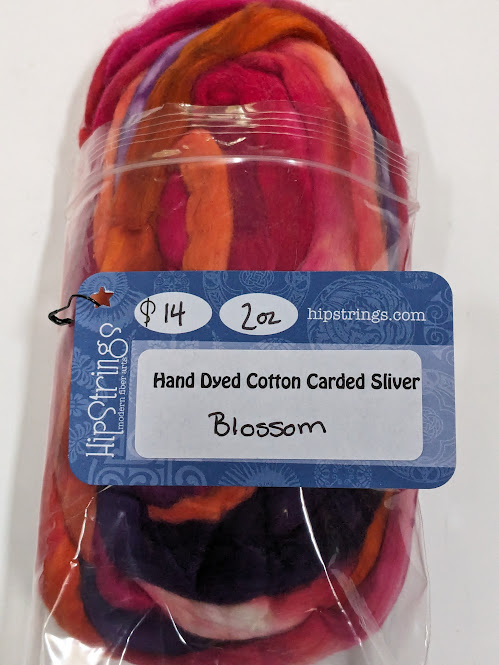 $14
2oz
hipstrings.com
HipStrings
modern fiber arts
Hand Dyed Cotton Carded Sliver
Blossom